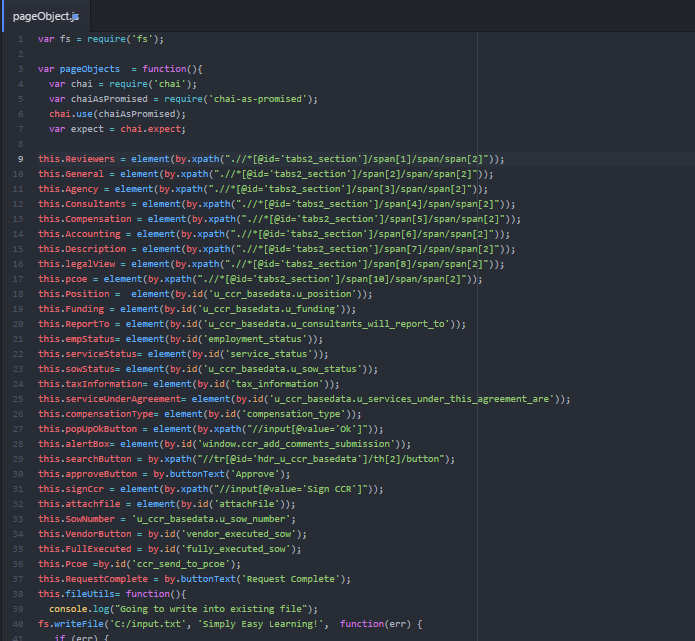 pageObject.js
1 var fs = require('fs');
2
3 var pageObjects  = function(){
4   var chai = require('chai');
5   var chaiAsPromised = require('chai-as-promised');
6   chai.use(chaiAsPromised);
7   var expect = chai.expect;
8
9 this.Reviewers = element(by.xpath(".//*[@id='tabs2_section']/span[1]/span/span[2]"));
10 this.General = element(by.xpath(".//*[@id='tabs2_section']/span[2]/span/span[2]"));
11 this.Agency = element(by.xpath(".//*[@id='tabs2_section']/span[3]/span/span[2]"));
12 this.Consultants = element(by.xpath(".//*[@id='tabs2_section']/span[4]/span/span[2]"));
13 this.Compensation = element(by.xpath(".//*[@id='tabs2_section']/span[5]/span/span[2]"));
14 this.Accounting = element(by.xpath(".//*[@id='tabs2_section']/span[6]/span/span[2]"));
15 this.Description = element(by.xpath(".//*[@id='tabs2_section']/span[7]/span/span[2]"));
16 this.legalView = element(by.xpath(".//*[@id='tabs2_section']/span[8]/span/span[2]"));
17 this.pcoe = element(by.xpath(".//*[@id='tabs2_section']/span[10]/span/span[2]"));
18 this.Position =  element(by.id('u_ccr_basedata.u_position'));
19 this.Funding = element(by.id('u_ccr_basedata.u_funding'));
20 this.ReportTo = element(by.id('u_ccr_basedata.u_consultants_will_report_to'));
21 this.empStatus= element(by.id('employment_status'));
22 this.serviceStatus= element(by.id('service_status'));
23 this.sowStatus= element(by.id('u_ccr_basedata.u_sow_status'));
24 this.taxInformation= element(by.id('tax_information'));
25 this.serviceUnderAgreement= element(by.id('u_ccr_basedata.u_services_under_this_agreement_are'));
26 this.compensationType= element(by.id('compensation_type'));
27 this.popUpOkButton = element(by.xpath("//input[@value='Ok']"));
28 this.alertBox= element(by.id('window.ccr_add_comments_submission'));
29 this.searchButton = by.xpath("//tr[@id='hdr_u_ccr_basedata']/th[2]/button");
30 this.approveButton = by.buttonText('Approve');
31 this.signCcr = element(by.xpath("//input[@value='Sign CCR']"));
32 this.attachfile = element(by.id('attachFile'));
33 this.SowNumber = 'u_ccr_basedata.u_sow_number';
34 this.VendorButton = by.id('vendor_executed_sow');
35 this.FullExecuted = by.id('fully_executed_sow');
36 this.Pcoe =by.id('ccr_send_to_pcoe');
37 this.RequestComplete = by.buttonText('Request Complete');
38 this.fileUtils= function(){
39   console.log("Going to write into existing file");
40 fs.writeFile('C:/input.txt', 'Simply Easy Learning!',  function(err) {
41    if (err) {